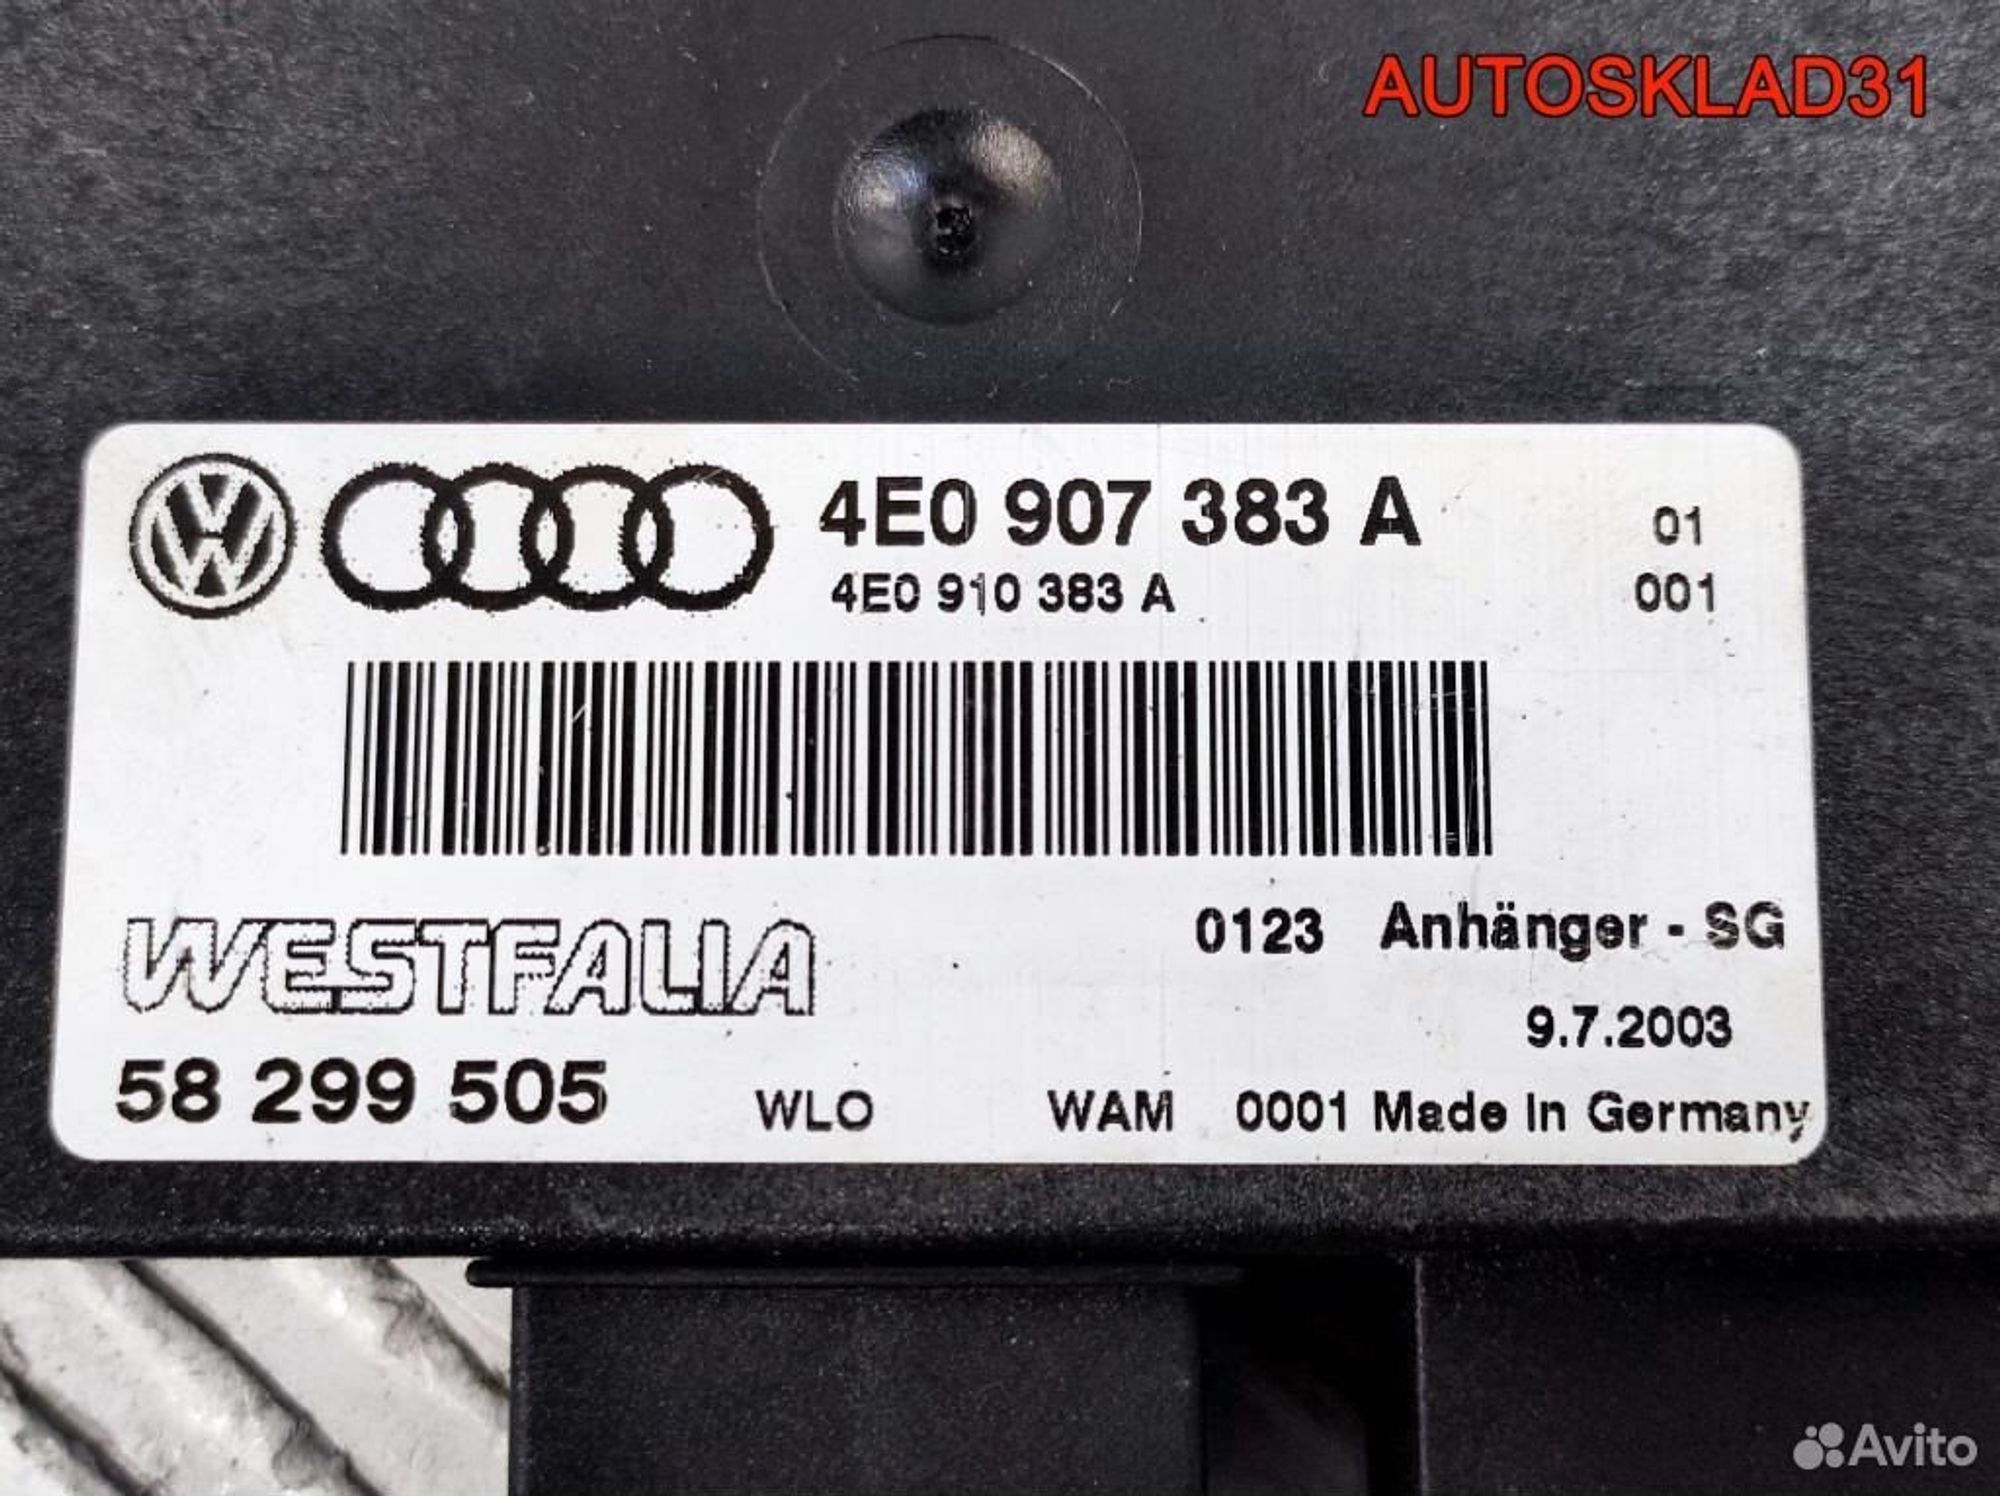 AUTOSKLAD31
4E0 907 383 A 01
4E0 910 383 A 001
WESTFALIA
0123 Anhänger - SG
9.7.2003
58 299 505 WLO WAM 0001 Made In Germany
Avito